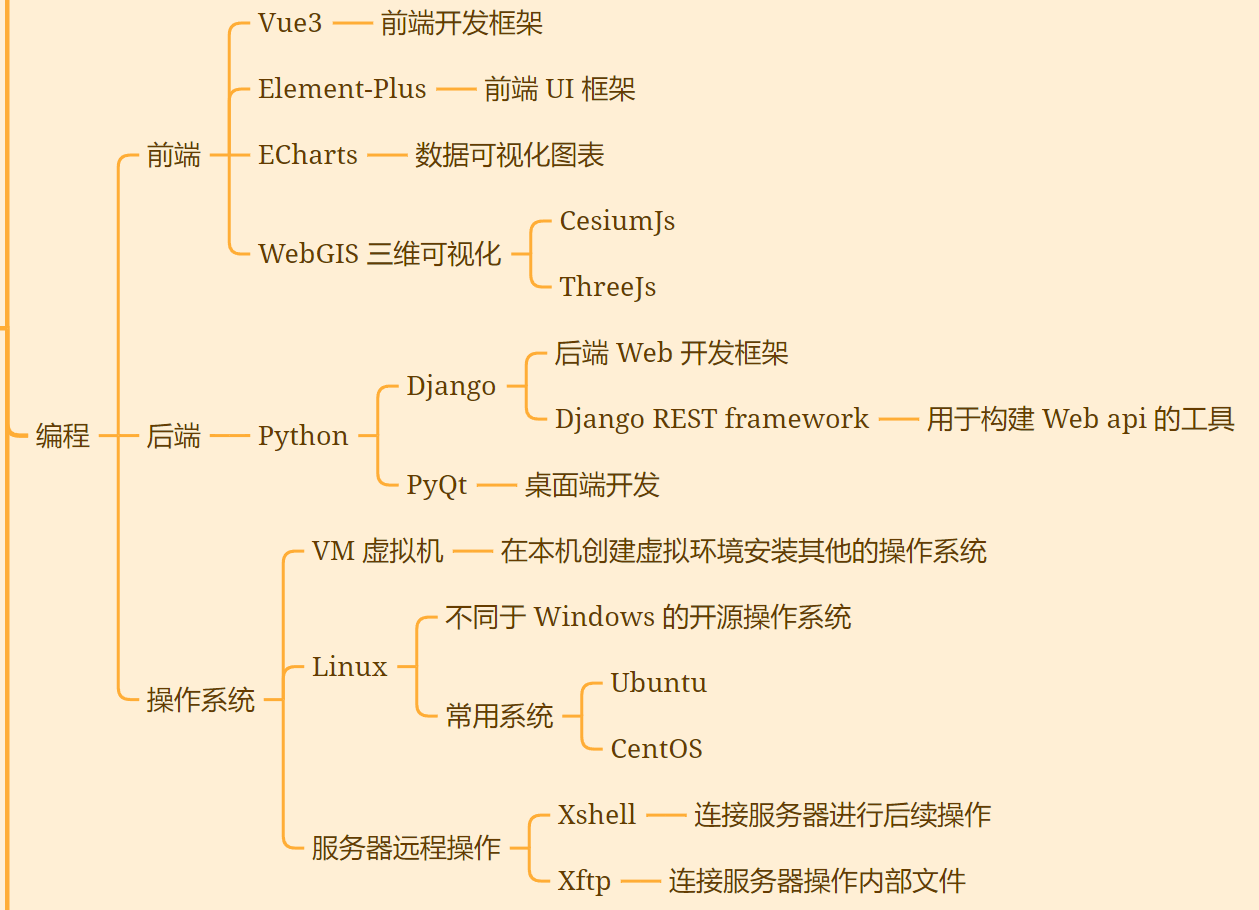 Vue3 前端开发框架
Element-Plus 前端 UI 框架
前端 ECharts 数据可视化图表
CesiumJs
WebGIS 三维可视化
ThreeJs
后端 Web 开发框架
Django
Django REST framework 用于构建 Web api 的工具
编程 后端 Python
PyQt 桌面端开发
VM 虚拟机 在本机创建虚拟环境安装其他的操作系统
不同于 Windows 的开源操作系统
Linux
Ubuntu
操作系统
常用系统
CentOS
Xshell 连接服务器进行后续操作
服务器远程操作
Xftp 连接服务器操作内部文件